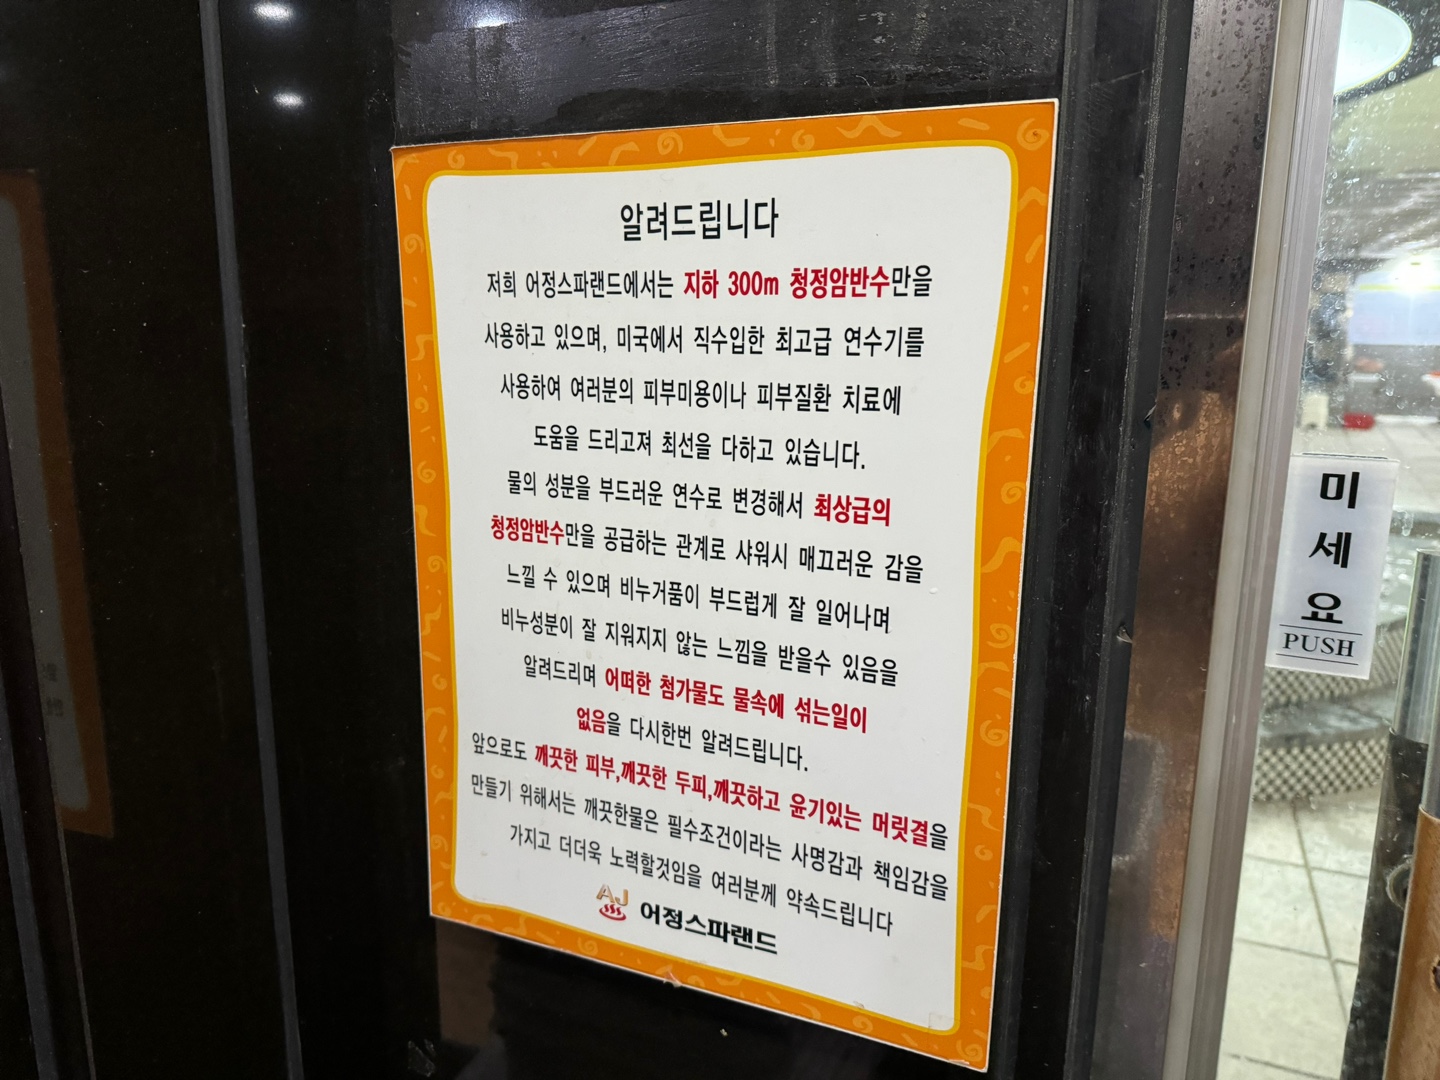 알려드립니다
저희 어정스파랜드에서는 지하 300m 청정암반수만을
사용하고 있으며, 미국에서 직수입한 최고급 연수기를
사용하여 여러분의 피부미용이나 피부질환 치료에
도움을 드리고져 최선을 다하고 있습니다.
물의 성분을 부드러운 연수로 변경해서 최상급의
청정암반수만을 공급하는 관계로 샤워시 매끄러운 감을
느낄 수 있으며 비누거품이 부드럽게 잘 일어나며
비누성분이 잘 지워지지 않는 느낌을 받을수 있음을
알려드리며 어떠한 첨가물도 물속에 섞는일이
없음을 다시한번 알려드립니다.
앞으로도 깨끗한 피부,깨끗한 두피,깨끗하고 윤기있는 머릿결을
만들기 위해서는 깨끗한물은 필수조건이라는 사명감과 책임감을
가지고 더더욱 노력할것임을 여러분께 약속드립니다
AJ 어정스파랜드
미세요
PUSH